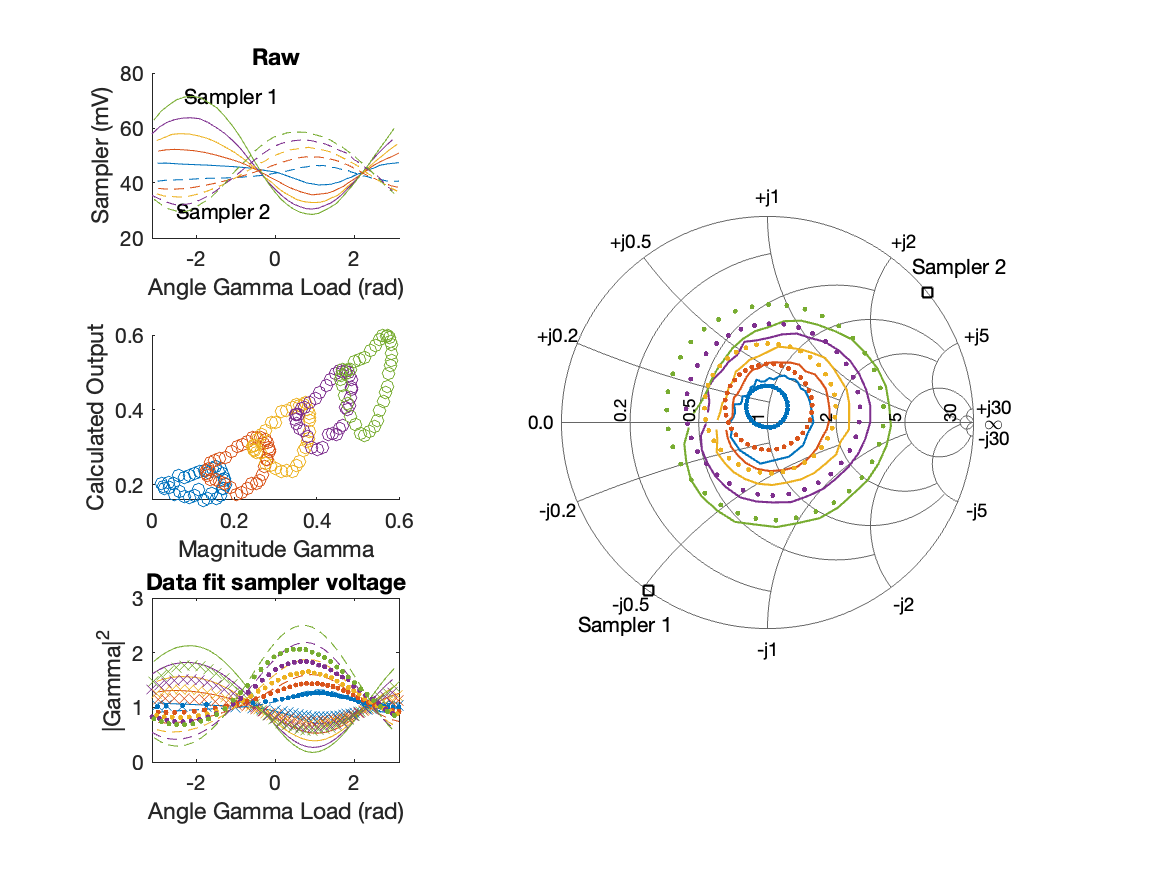 Raw
80
60
40
20
Sampler (mV)
Sampler 1
Sampler 2
-2 0 2
Angle Gamma Load (rad)
0.6
0.4
0.2
Calculated Output
0 0.2 0.4 0.6
Magnitude Gamma
Data fit sampler voltage
3
2
1
0
|Gamma|2
-2 0 2
Angle Gamma Load (rad)
+j1
+j0.5
+j2
Sampler 2
+j0.2
+j5
0.0
0.2
0.5
1
2
5
30
+j30
∞
-j30
-j0.2
-j5
-j0.5
-j2
Sampler 1
-j1